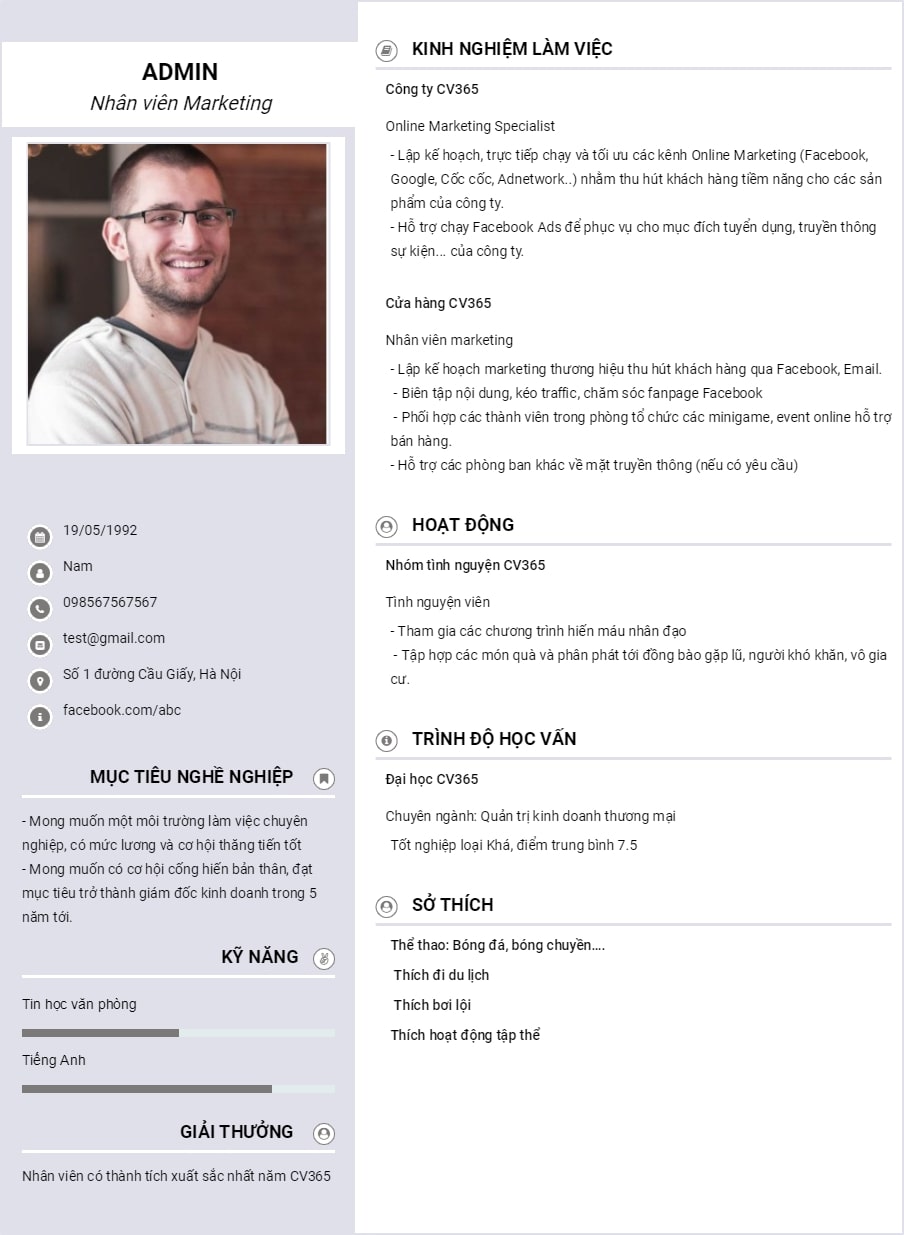 ADMIN
Nhân viên Marketing
19/05/1992
Nam
098567567567
test@gmail.com
Số 1 đường Cầu Giấy, Hà Nội
facebook.com/abc
MỤC TIÊU NGHỀ NGHIỆP
- Mong muốn một môi trường làm việc chuyên
nghiệp, có mức lương và cơ hội thăng tiến tốt
- Mong muốn có cơ hội cống hiến bản thân, đạt
mục tiêu trở thành giám đốc kinh doanh trong 5
năm tới.
KỸ NĂNG
Tin học văn phòng
Tiếng Anh
GIẢI THƯỞNG
Nhân viên có thành tích xuất sắc nhất năm CV365
KINH NGHIỆM LÀM VIỆC
Công ty CV365
Online Marketing Specialist
- Lập kế hoạch, trực tiếp chạy và tối ưu các kênh Online Marketing (Facebook,
Google, Cốc cốc, Adnetwork..) nhằm thu hút khách hàng tiềm năng cho các sản
phẩm của công ty.
- Hỗ trợ chạy Facebook Ads để phục vụ cho mục đích tuyển dụng, truyền thông
sự kiện... của công ty.
Cửa hàng CV365
Nhân viên marketing
- Lập kế hoạch marketing thương hiệu thu hút khách hàng qua Facebook, Email.
- Biên tập nội dung, kéo traffic, chăm sóc fanpage Facebook
- Phối hợp các thành viên trong phòng tổ chức các minigame, event online hỗ trợ
bán hàng.
- Hỗ trợ các phòng ban khác về mặt truyền thông (nếu có yêu cầu)
HOẠT ĐỘNG
Nhóm tình nguyện CV365
Tình nguyện viên
- Tham gia các chương trình hiến máu nhân đạo
- Tập hợp các món quà và phân phát tới đồng bào gặp lũ, người khó khăn, vô gia
cư.
TRÌNH ĐỘ HỌC VẤN
Đại học CV365
Chuyên ngành: Quản trị kinh doanh thương mại
Tốt nghiệp loại Khá, điểm trung bình 7.5
SỞ THÍCH
Thể thao: Bóng đá, bóng chuyền....
Thích đi du lịch
Thích bơi lội
Thích hoạt động tập thể